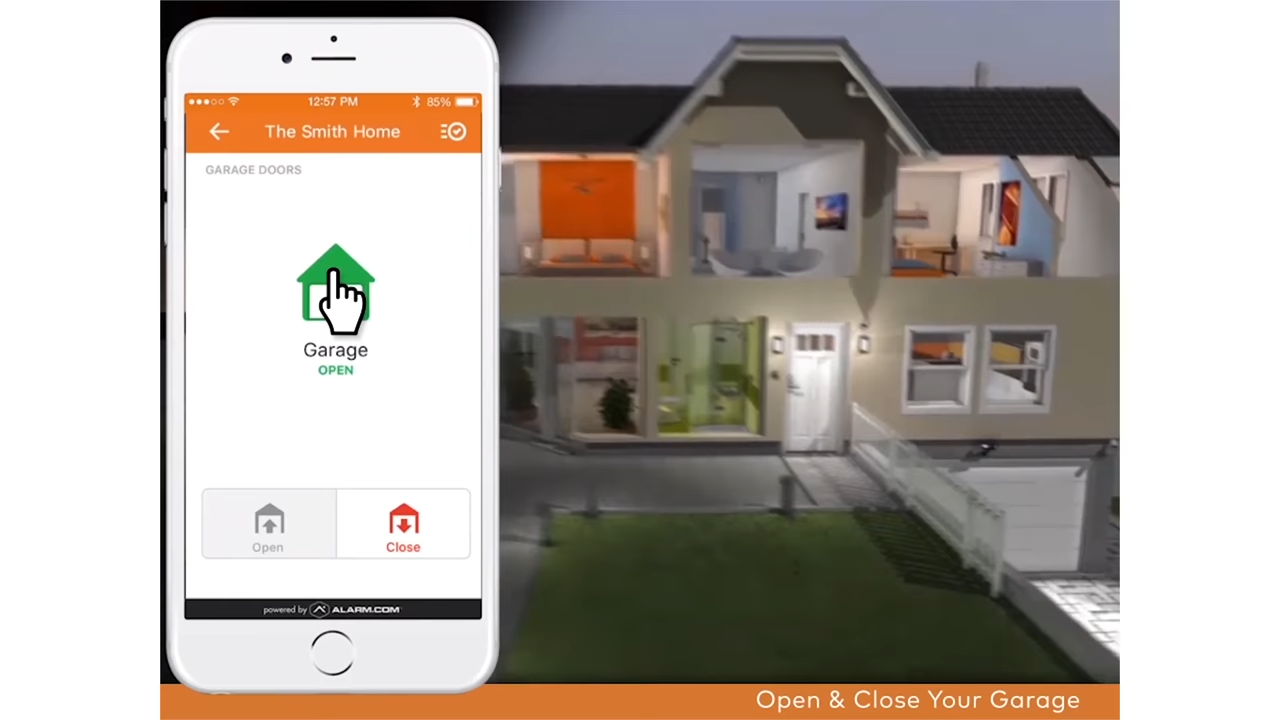 12:57 PM
85%
The Smith Home
GARAGE DOORS
Garage
OPEN
Open
Close
powered by ALARM.COM
Open & Close Your Garage